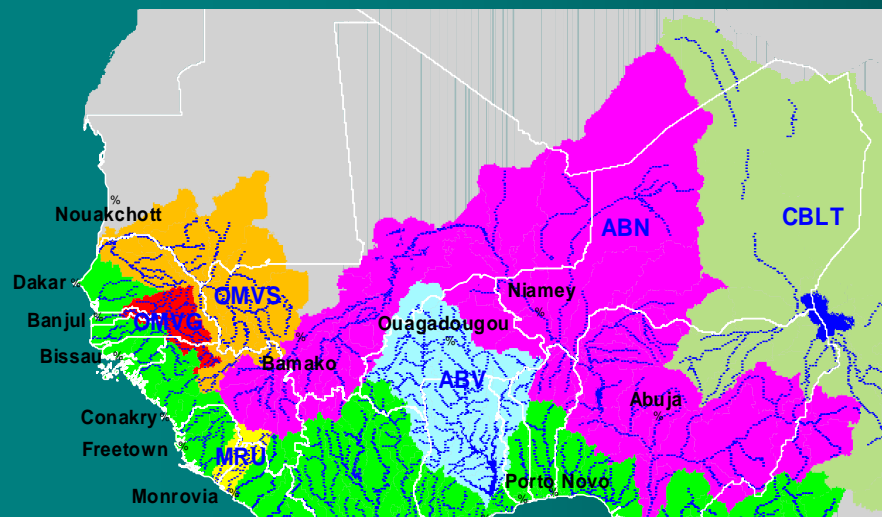 Nouakchott
ABN
CBLT
Dakar
OMVS
Niamey
Banjul
OMVG
Ouagadougou
Bissau
Bamako
ABV
Abuja
Conakry
Freetown
MRU
Porto Novo
Monrovia